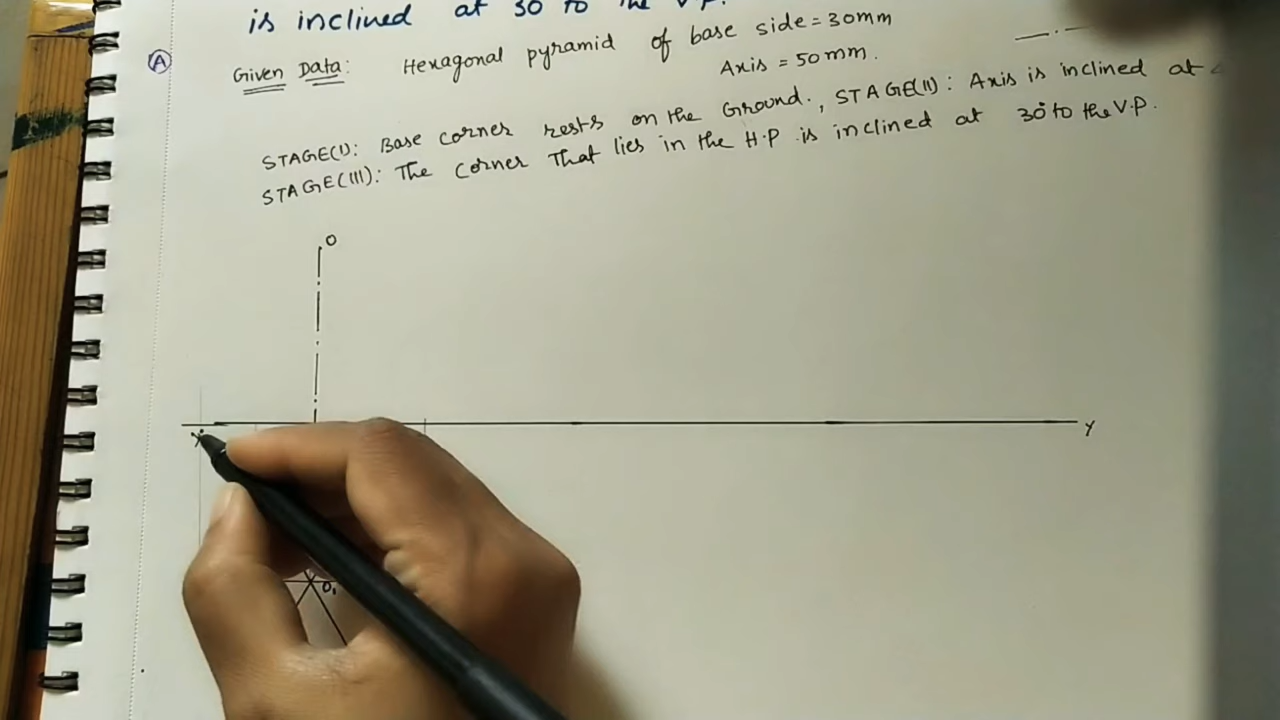 is inclined at 30 to the V.P.
A
Given Data: Hexagonal pyramid of base side = 30mm
Axis = 50mm.
STAGE(I): Base corner rests on the Ground., STAGE(II): Axis is inclined at
STAGE(III): The corner That lies in the H.P is inclined at 30° to the V.P.
O
X
Y
O₁